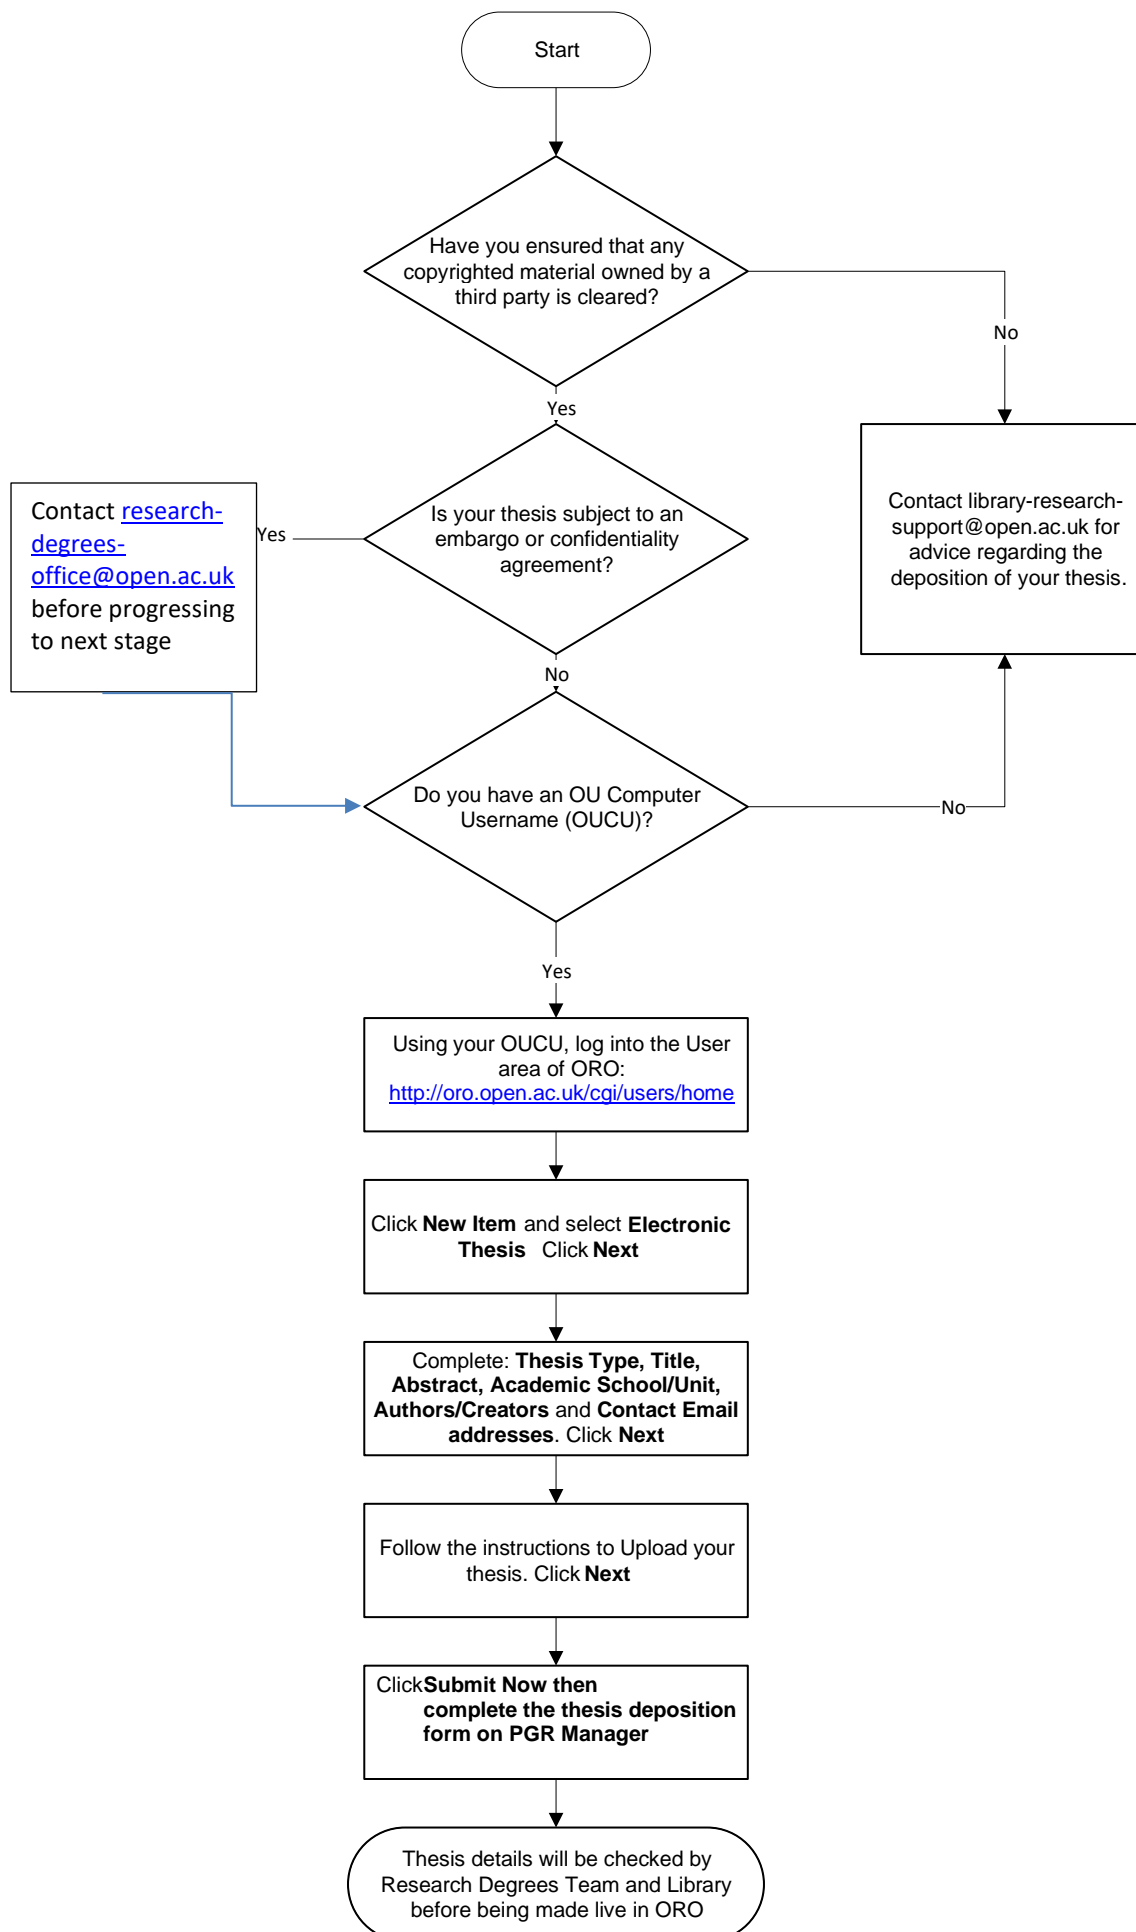 Start
Have you ensured that any
copyrighted material owned by a
third party is cleared?
No
Yes
Contact research-
degrees-
office@open.ac.uk
before progressing
to next stage
Yes
Is your thesis subject to an
embargo or confidentiality
agreement?
Contact library-research-
support@open.ac.uk for
advice regarding the
deposition of your thesis.
No
Do you have an OU Computer
Username (OUCU)?
No
Yes
Using your OUCU, log into the User
area of ORO:
http://oro.open.ac.uk/cgi/users/home
Click New Item and select Electronic
Thesis Click Next
Complete: Thesis Type, Title,
Abstract, Academic School/Unit,
Authors/Creators and Contact Email
addresses. Click Next
Follow the instructions to Upload your
thesis. Click Next
Click Submit Now then
complete the thesis deposition
form on PGR Manager
Thesis details will be checked by
Research Degrees Team and Library
before being made live in ORO